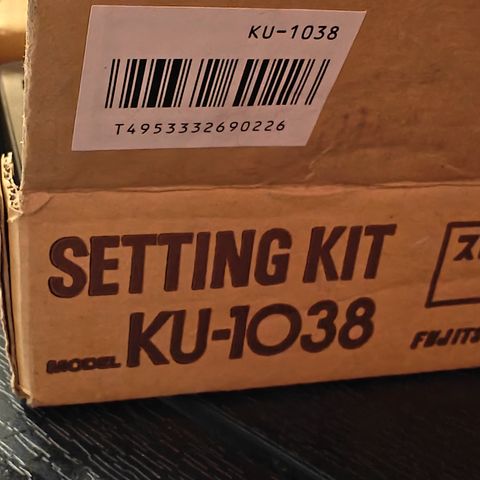 KU-1038
T4953332690226
SETTING KIT
MODEL KU-1038